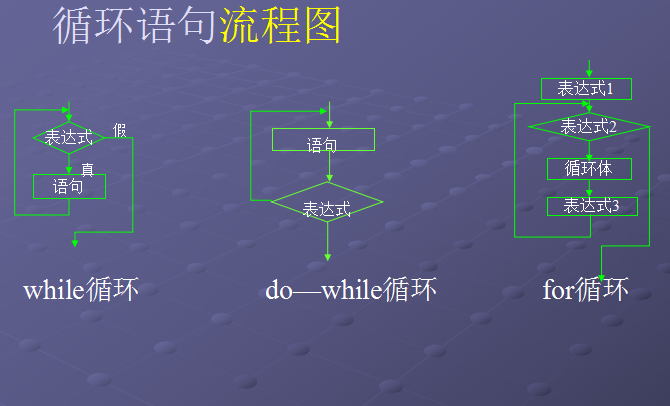 循环语句流程图
表达式
假
真
语句
while循环
语句
表达式
do—while循环
表达式1
表达式2
循环体
表达式3
for循环